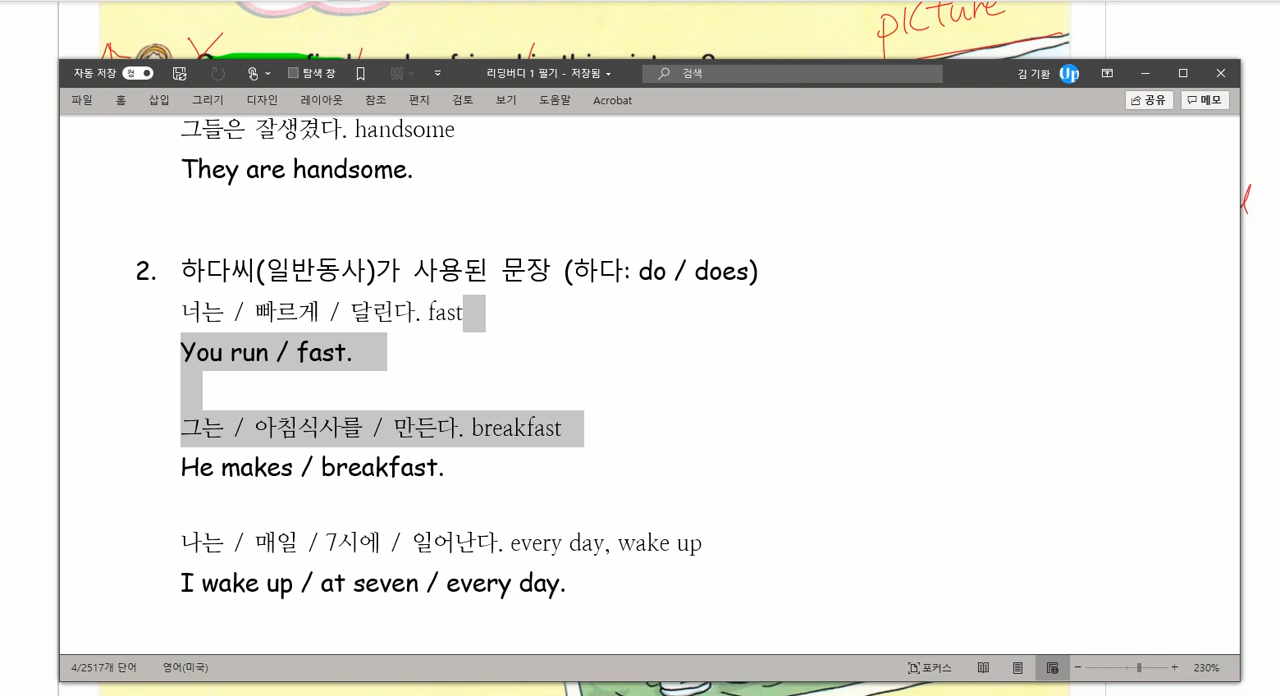 picture
자동 저장 컴 탐색 창 리딩버디 1 필기 - 저장됨 검색 김 기환 Up
파일 홈 삽입 그리기 디자인 레이아웃 참조 편지 검토 보기 도움말 Acrobat 공유 메모
그들은 잘생겼다. handsome
They are handsome.
2. 하다씨(일반동사)가 사용된 문장 (하다: do / does)
너는 / 빠르게 / 달린다. fast
You run / fast.
그는 / 아침식사를 / 만든다. breakfast
He makes / breakfast.
나는 / 매일 / 7시에 / 일어난다. every day, wake up
I wake up / at seven / every day.
4/2517개 단어 영어(미국) 포커스 230%